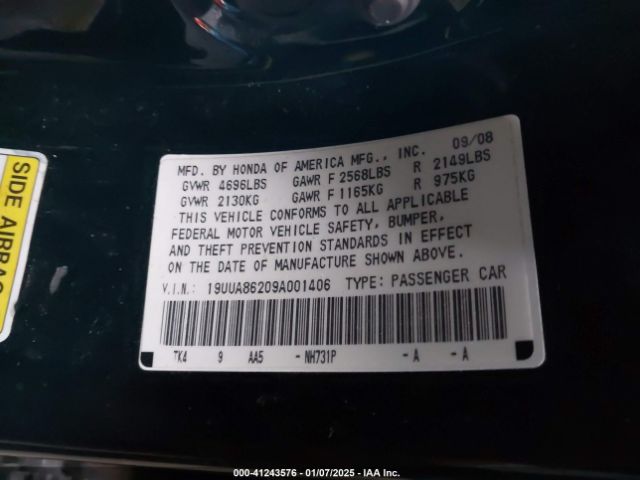 SIDE AIRBAG
MFD. BY HONDA OF AMERICA MFG., INC. 09/08
GVWR 4696LBS GAWR F 2568LBS R 2149LBS
GVWR 2130KG GAWR F 1165KG R 975KG
THIS VEHICLE CONFORMS TO ALL APPLICABLE
FEDERAL MOTOR VEHICLE SAFETY, BUMPER,
AND THEFT PREVENTION STANDARDS IN EFFECT
ON THE DATE OF MANUFACTURE SHOWN ABOVE.
V.I.N.: 19UUA86209A001406 TYPE: PASSENGER CAR
TK4 9 AA5 -NH731P -A -A
000-41243576 - 01/07/2025 - IAA Inc.